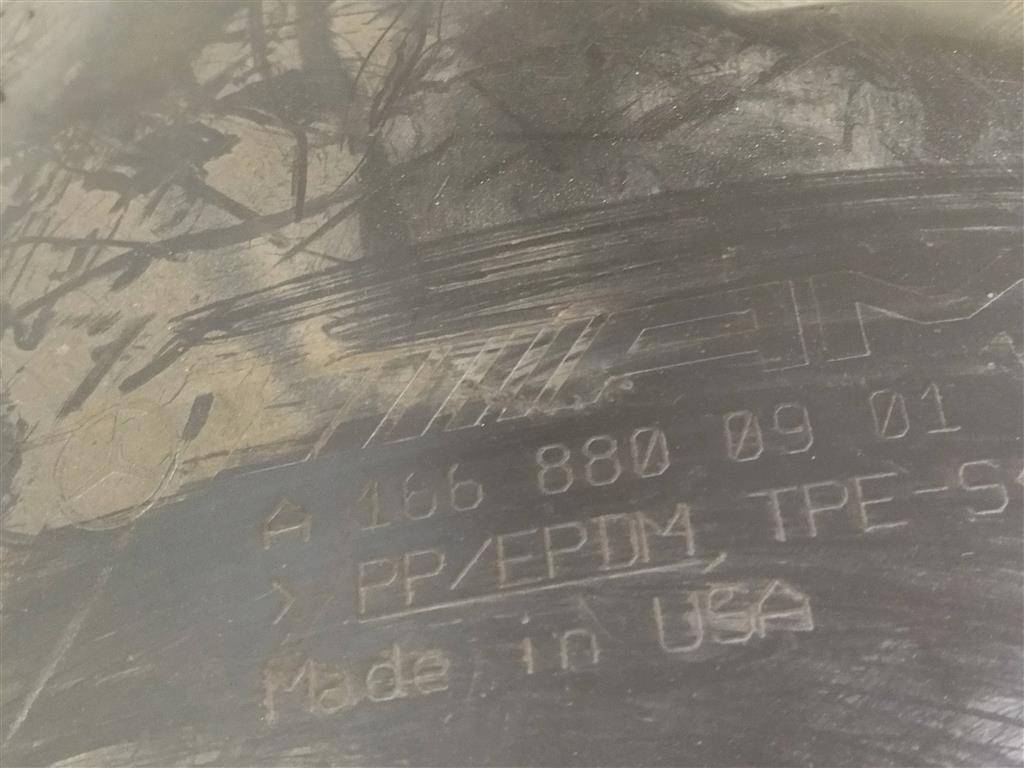 A 166 880 09 01
> PP/EPDM, TPE-S<
Made in USA